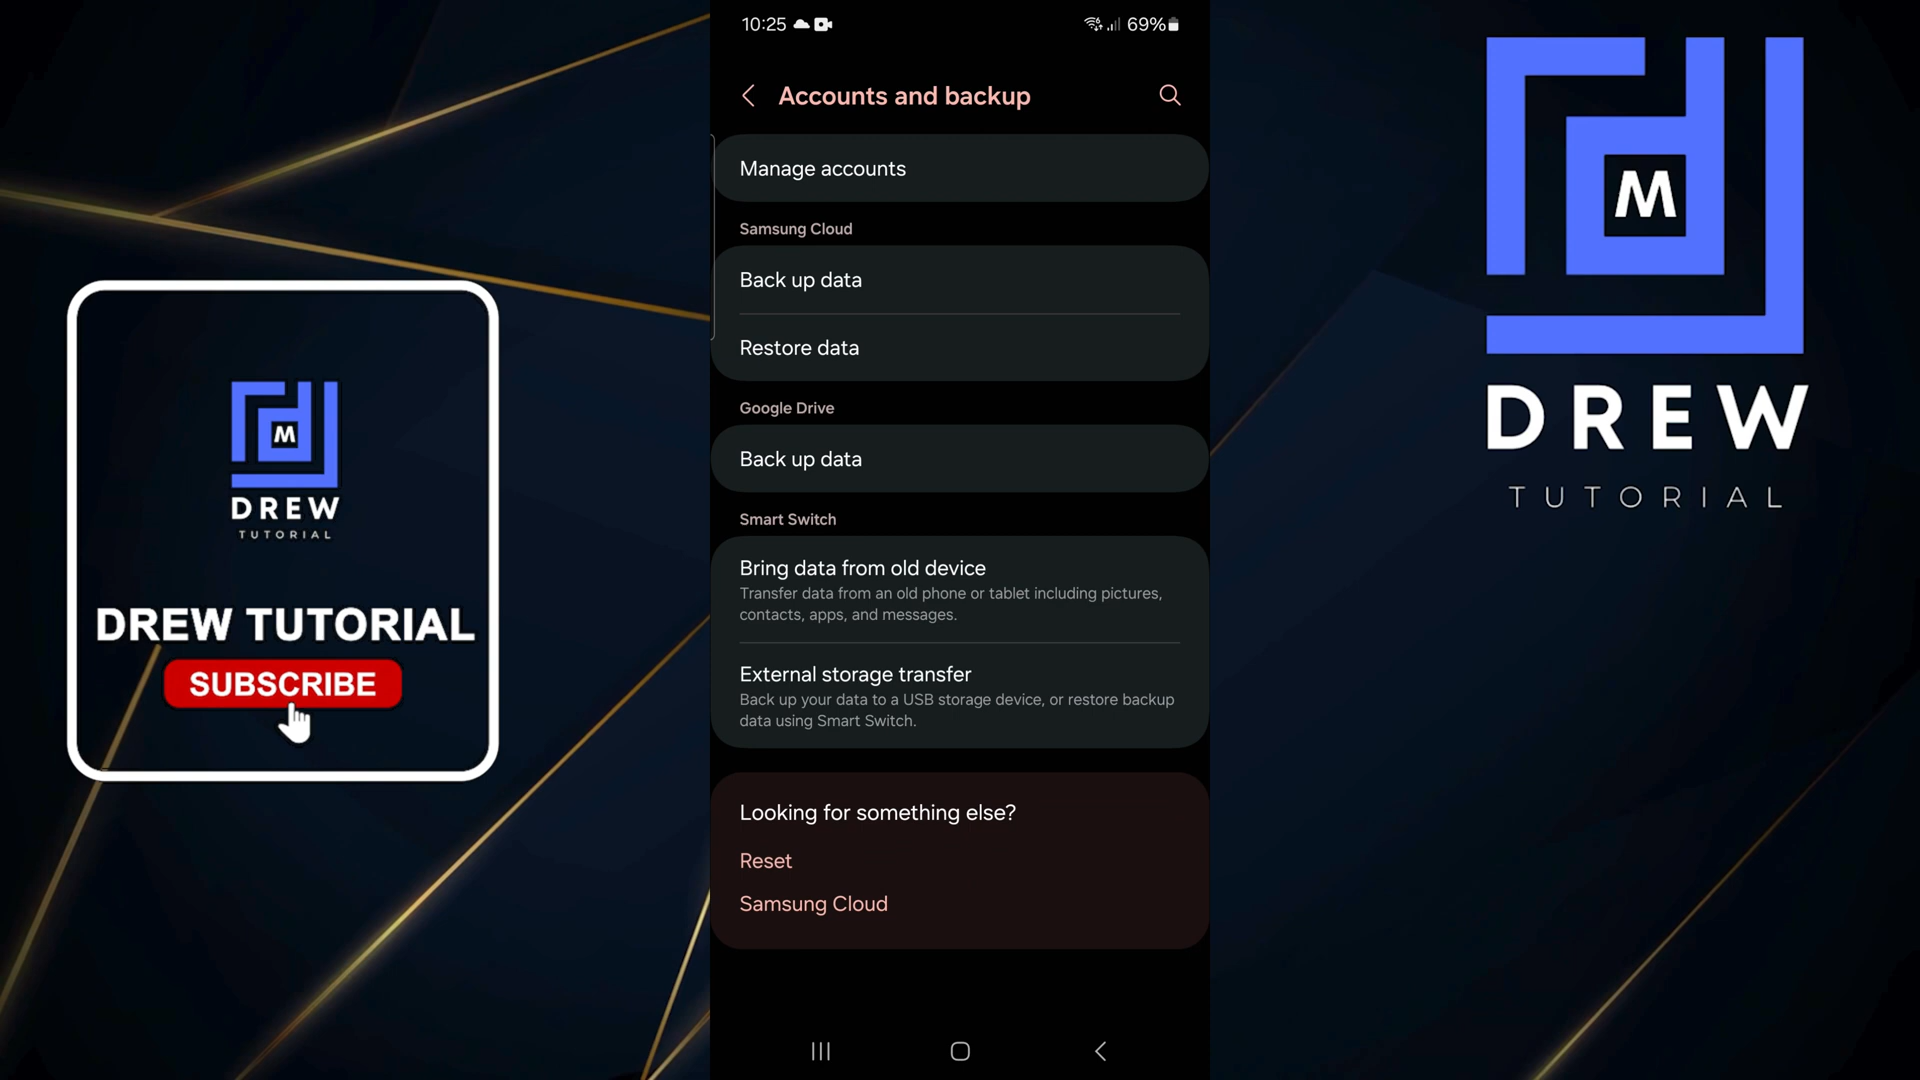 10:25
69%
Accounts and backup
Manage accounts
Samsung Cloud
Back up data
Restore data
Google Drive
Back up data
Smart Switch
Bring data from old device
Transfer data from an old phone or tablet including pictures,
contacts, apps, and messages.
External storage transfer
Back up your data to a USB storage device, or restore backup
data using Smart Switch.
Looking for something else?
Reset
Samsung Cloud
M
DREW
TUTORIAL
DREW TUTORIAL
SUBSCRIBE
M
DREW
TUTORIAL